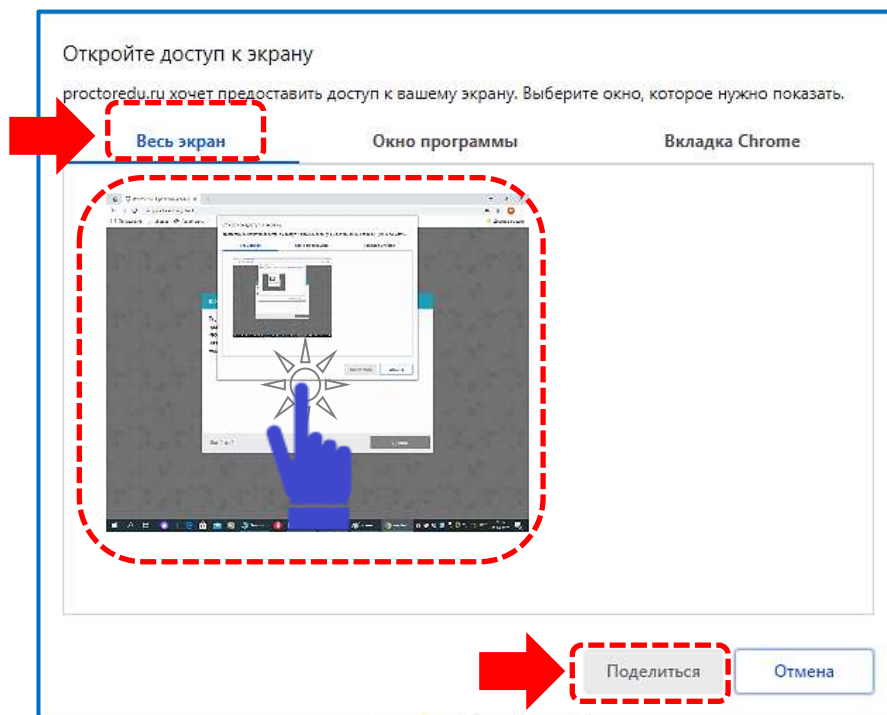 Откройте доступ к экрану
proctoredu.ru хочет предоставить доступ к вашему экрану. Выберите окно, которое нужно показать.
Весь экран Окно программы Вкладка Chrome
Поделиться Отмена